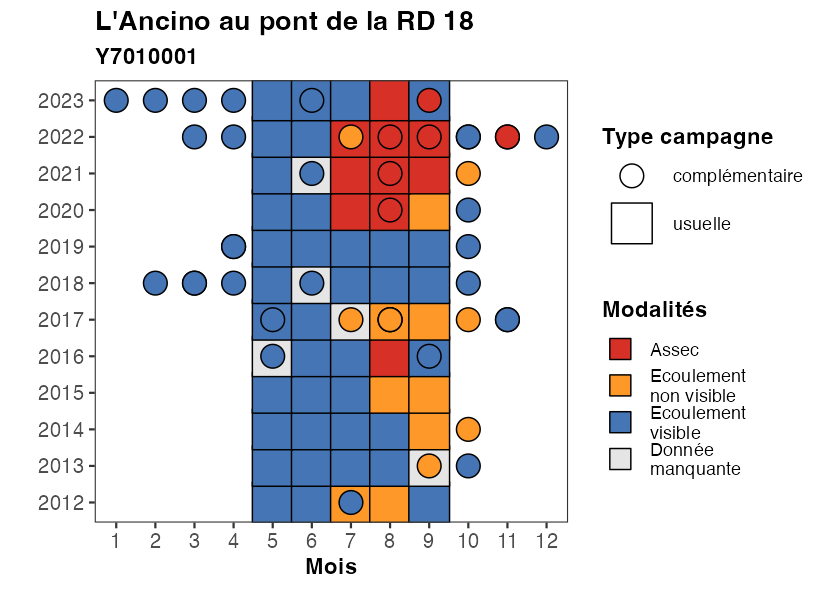 L'Ancino au pont de la RD 18
Y7010001
2023
2022
2021
2020
2019
2018
2017
2016
2015
2014
2013
2012
1 2 3 4 5 6 7 8 9 10 11 12
Mois
Type campagne
complémentaire
usuelle
Modalités
Assec
Ecoulement
non visible
Ecoulement
visible
Donnée
manquante